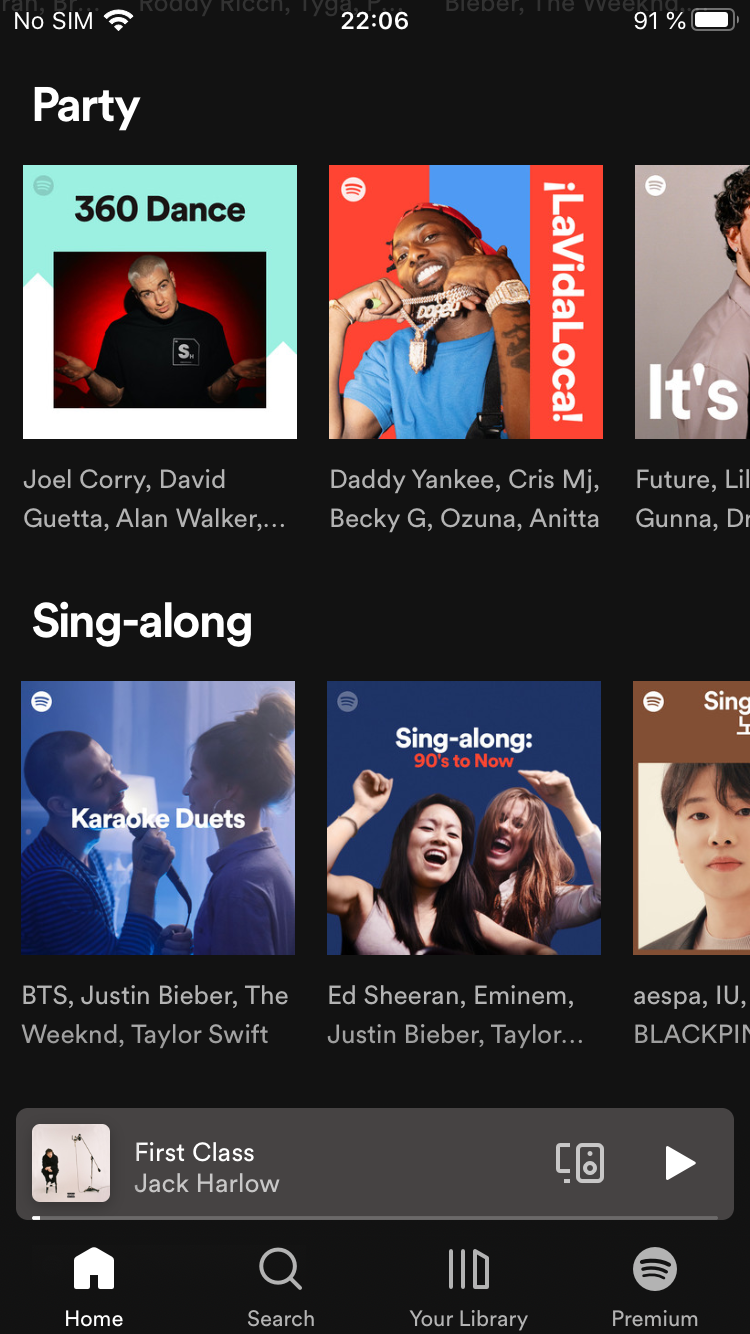 Roddy Ricch, Tyga, P...
Bieber, The Weeknd,...
No SIM 22:06 91 %
Party
360 Dance
SH
¡LaVidaLoca!
It's
Joel Corry, David
Guetta, Alan Walker,...
Daddy Yankee, Cris Mj,
Becky G, Ozuna, Anitta
Future, Lil
Gunna, Dr
Sing-along
Karaoke Duets
Sing-along:
90's to Now
Sing
노
BTS, Justin Bieber, The
Weeknd, Taylor Swift
Ed Sheeran, Eminem,
Justin Bieber, Taylor...
aespa, IU,
BLACKPIN
First Class
Jack Harlow
Home
Search
Your Library
Premium